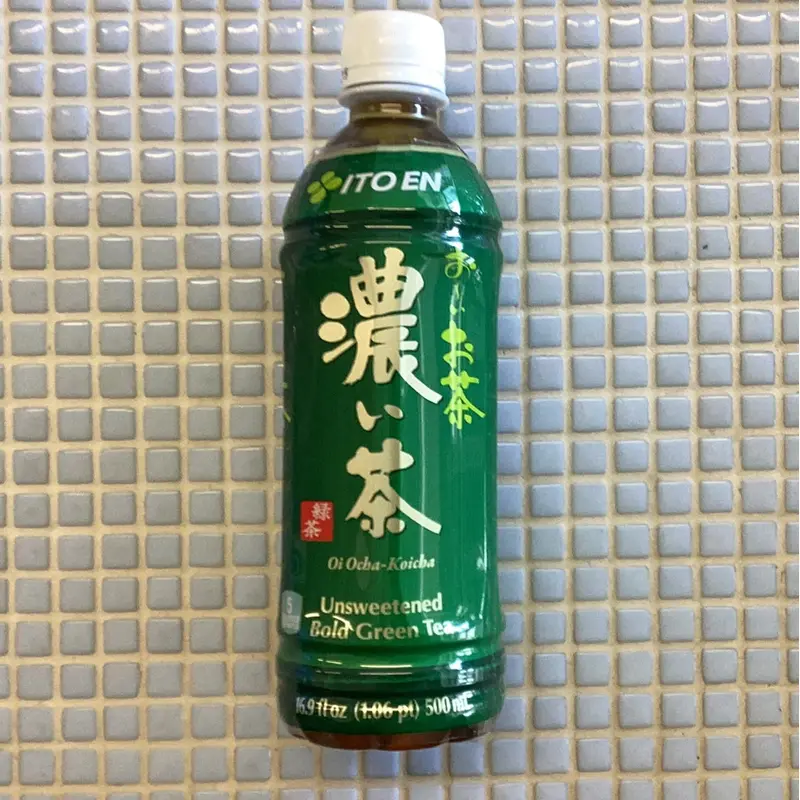 ITO EN
お～いお茶
濃い茶
緑茶
Oi Ocha-Koicha
Unsweetened
Bold Green Tea
16.9 fl oz (1.06 pt) 500 mL
5